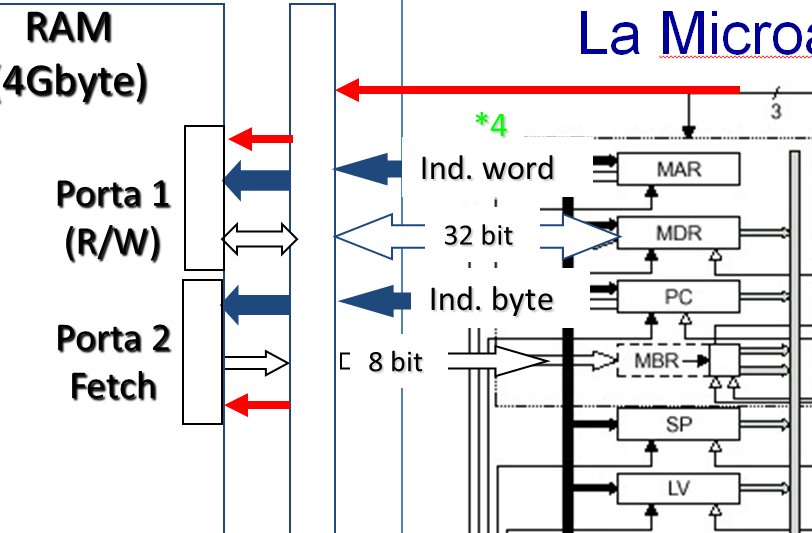 La Microa
RAM
(4Gbyte)
3
*4
Ind. word
MAR
Porta 1
(R/W)
32 bit
MDR
Ind. byte
PC
Porta 2
Fetch
8 bit
MBR
SP
LV